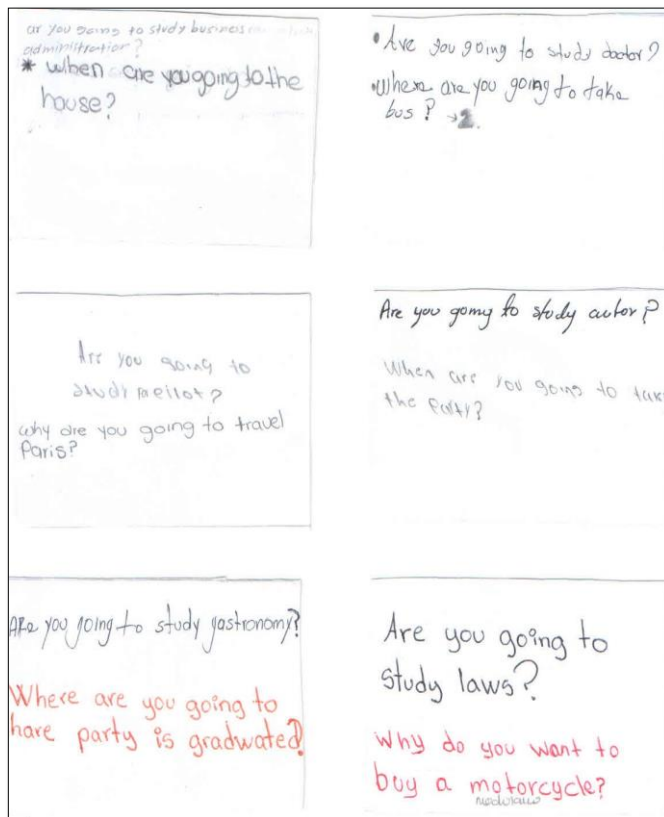 ar you going to study business
administration?
* When are you going to the
house?
• Are you going to study doctor?
• Where are you going to take
bus? →2.
Are you going to
study
why are you going to travel
Paris?
Are you going to study autor?
When are you going to take
the party?
ARe you going to study gastronomy?
Where are you going to
hare party is gradwated?
Are you going to
study laws?
Why do you want to
buy a motorcycle?